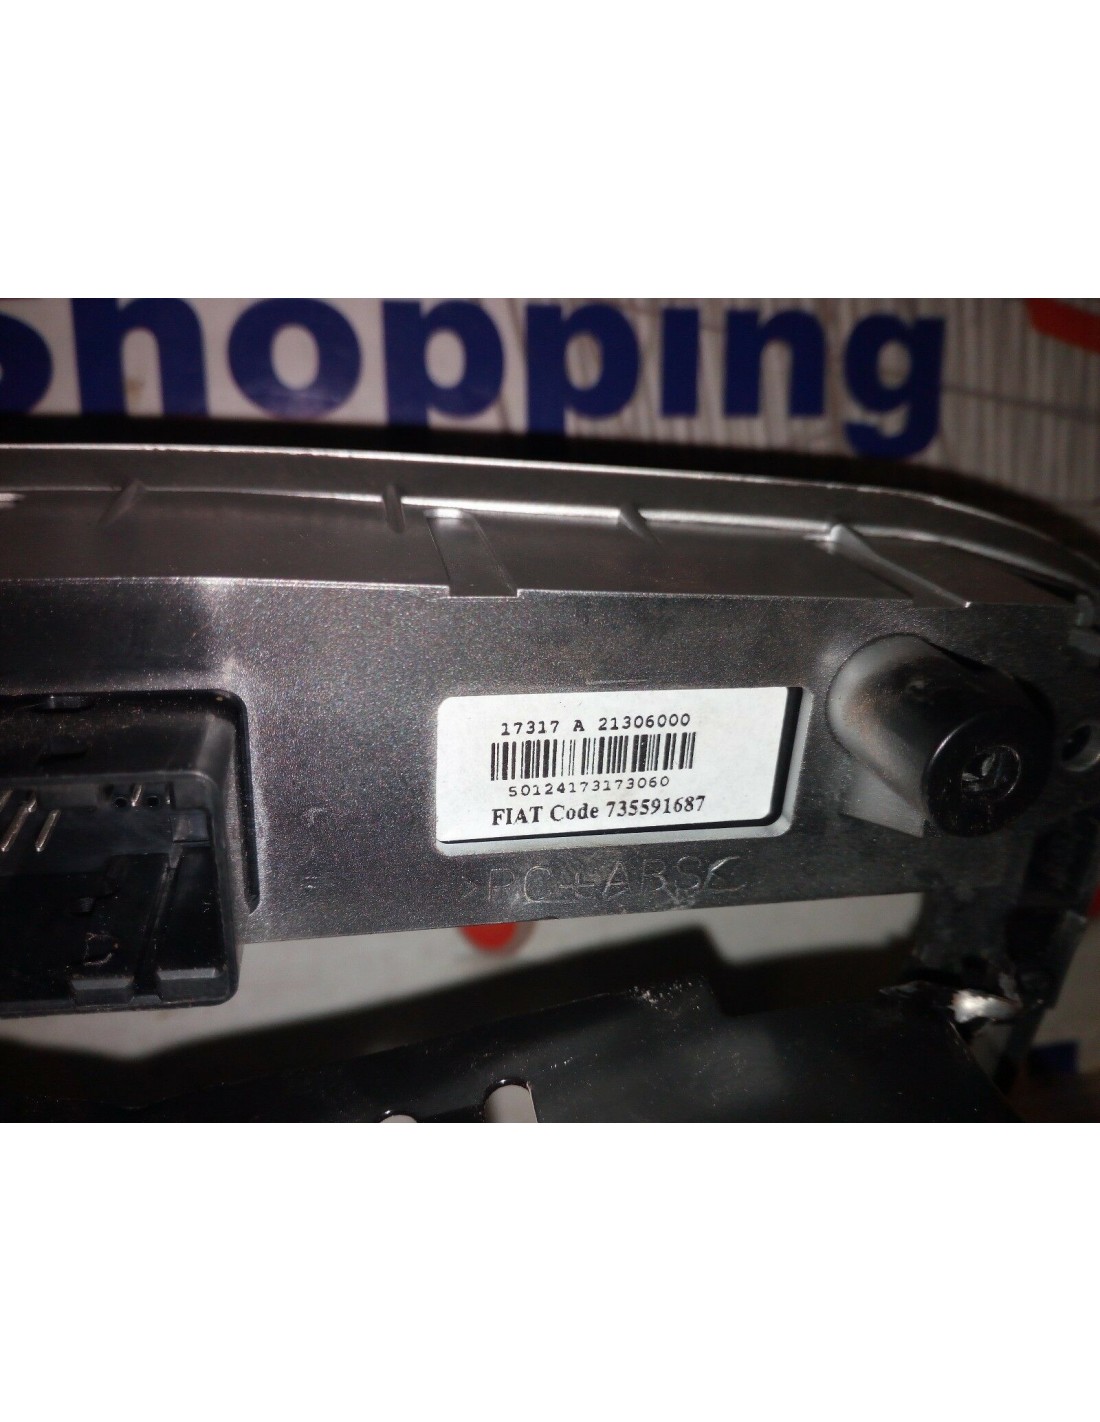 shopping
17317 A 21306000
50124173173060
FIAT Code 735591687
>PC+ABS<